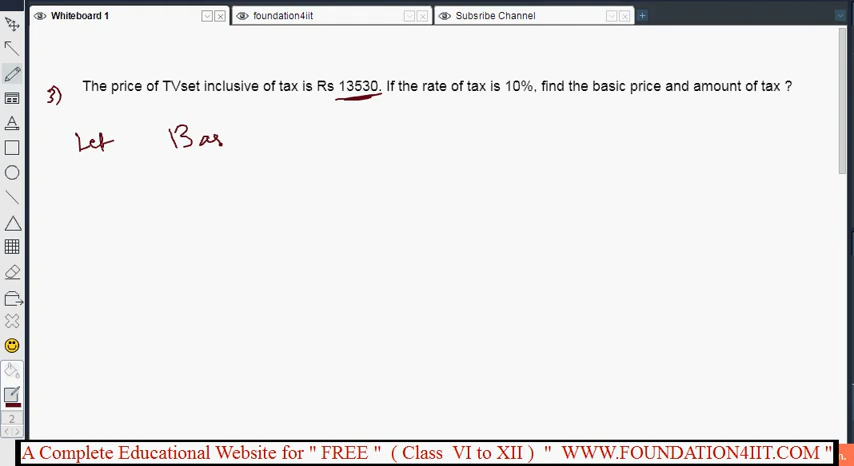 Whiteboard 1
foundation4iit
Subsribe Channel
3) The price of TVset inclusive of tax is Rs 13530. If the rate of tax is 10%, find the basic price and amount of tax ?
Let Bas
2
A Complete Educational Website for " FREE " ( Class VI to XII ) " WWW.FOUNDATION4IIT.COM "